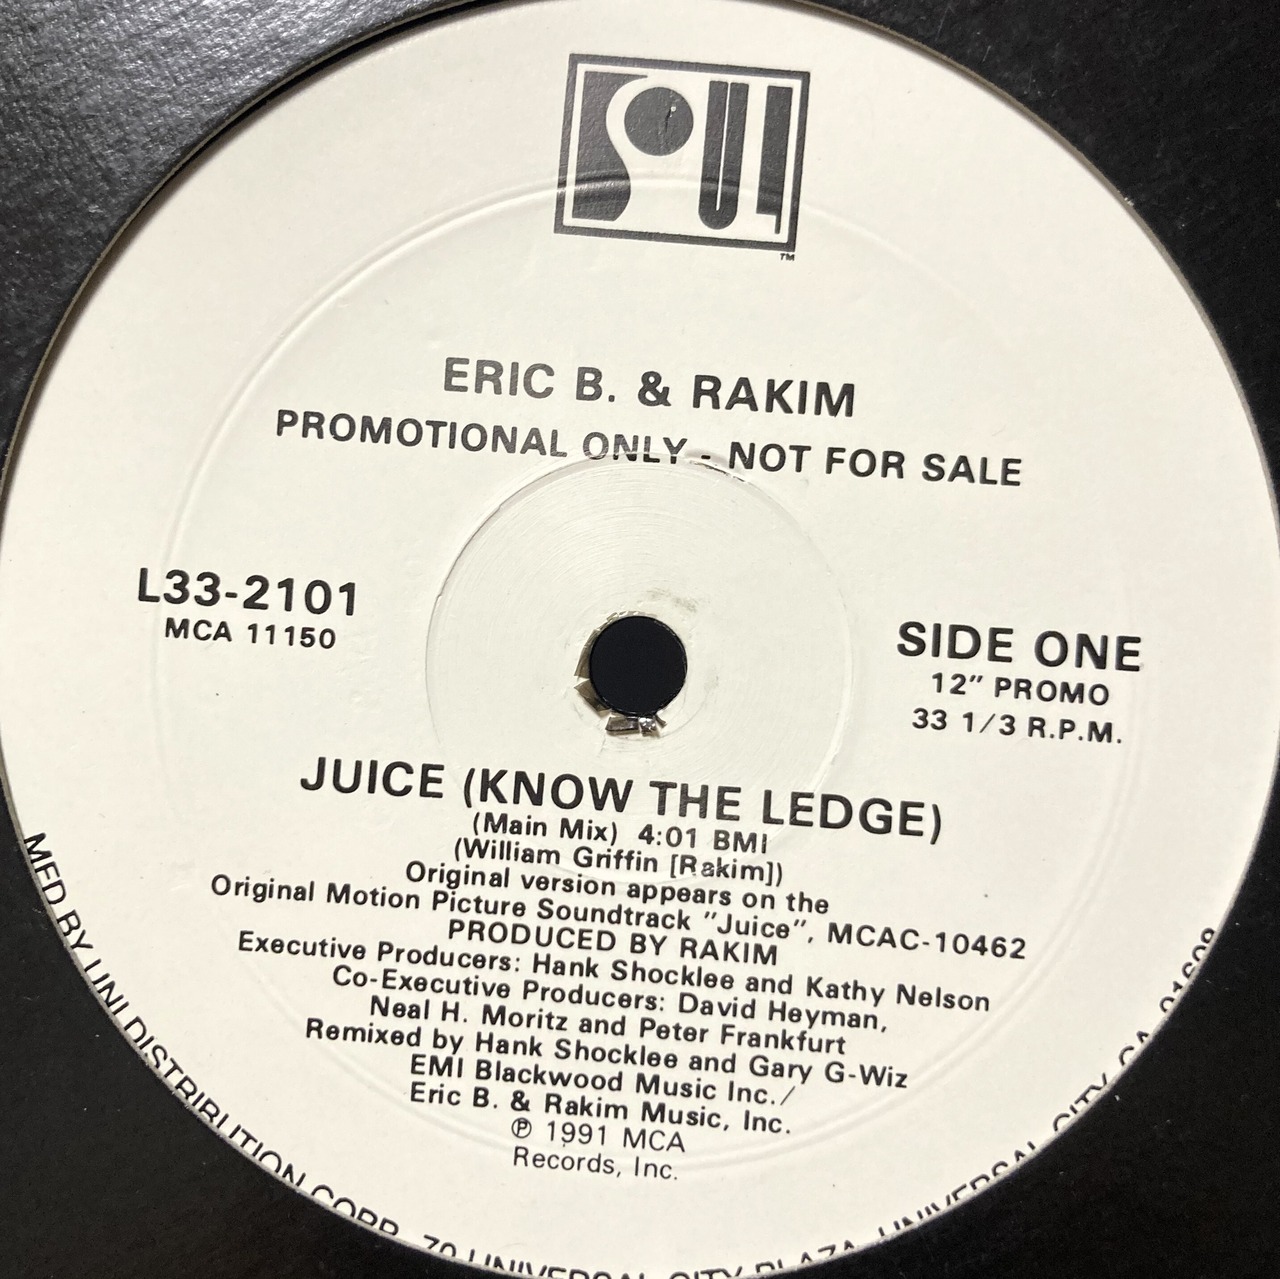 SOUL
TM
ERIC B. & RAKIM
PROMOTIONAL ONLY - NOT FOR SALE
L33-2101
MCA 11150
SIDE ONE
12" PROMO
33 1/3 R.P.M.
JUICE (KNOW THE LEDGE)
(Main Mix) 4:01 BMI
(William Griffin [Rakim])
Original version appears on the
Original Motion Picture Soundtrack "Juice", MCAC-10462
PRODUCED BY RAKIM
Executive Producers: Hank Shocklee and Kathy Nelson
Co-Executive Producers: David Heyman,
Neal H. Moritz and Peter Frankfurt
Remixed by Hank Shocklee and Gary G-Wiz
EMI Blackwood Music Inc./
Eric B. & Rakim Music, Inc.
℗ 1991 MCA
Records, Inc.
MFD BY UNI DISTRIBUTION CORP. 70 UNIVERSAL CITY PLAZA, UNIVERSAL CITY, CA. 91608